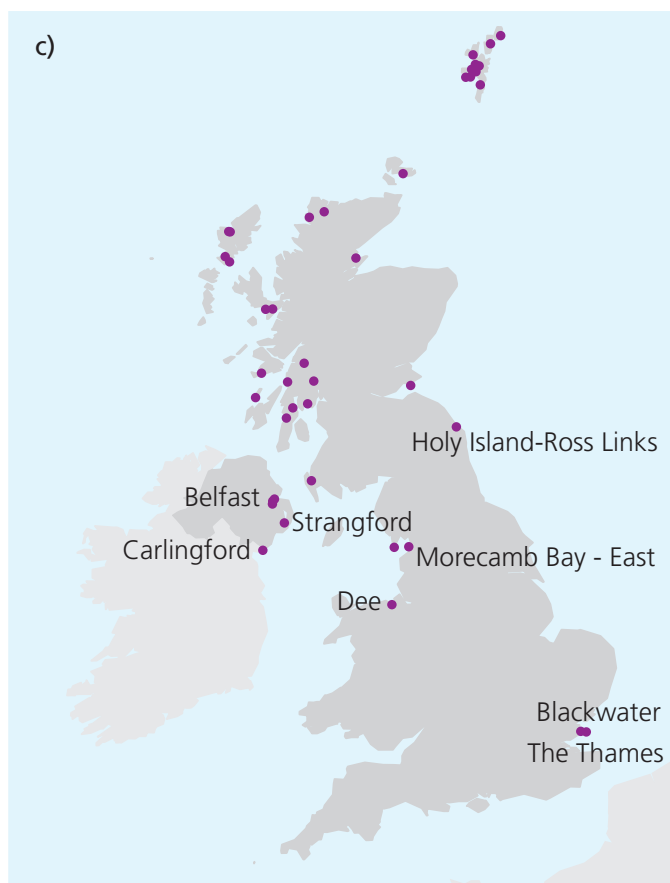 c)
Holy Island-Ross Links
Belfast
Strangford
Carlingford
Morecamb Bay - East
Dee
Blackwater
The Thames